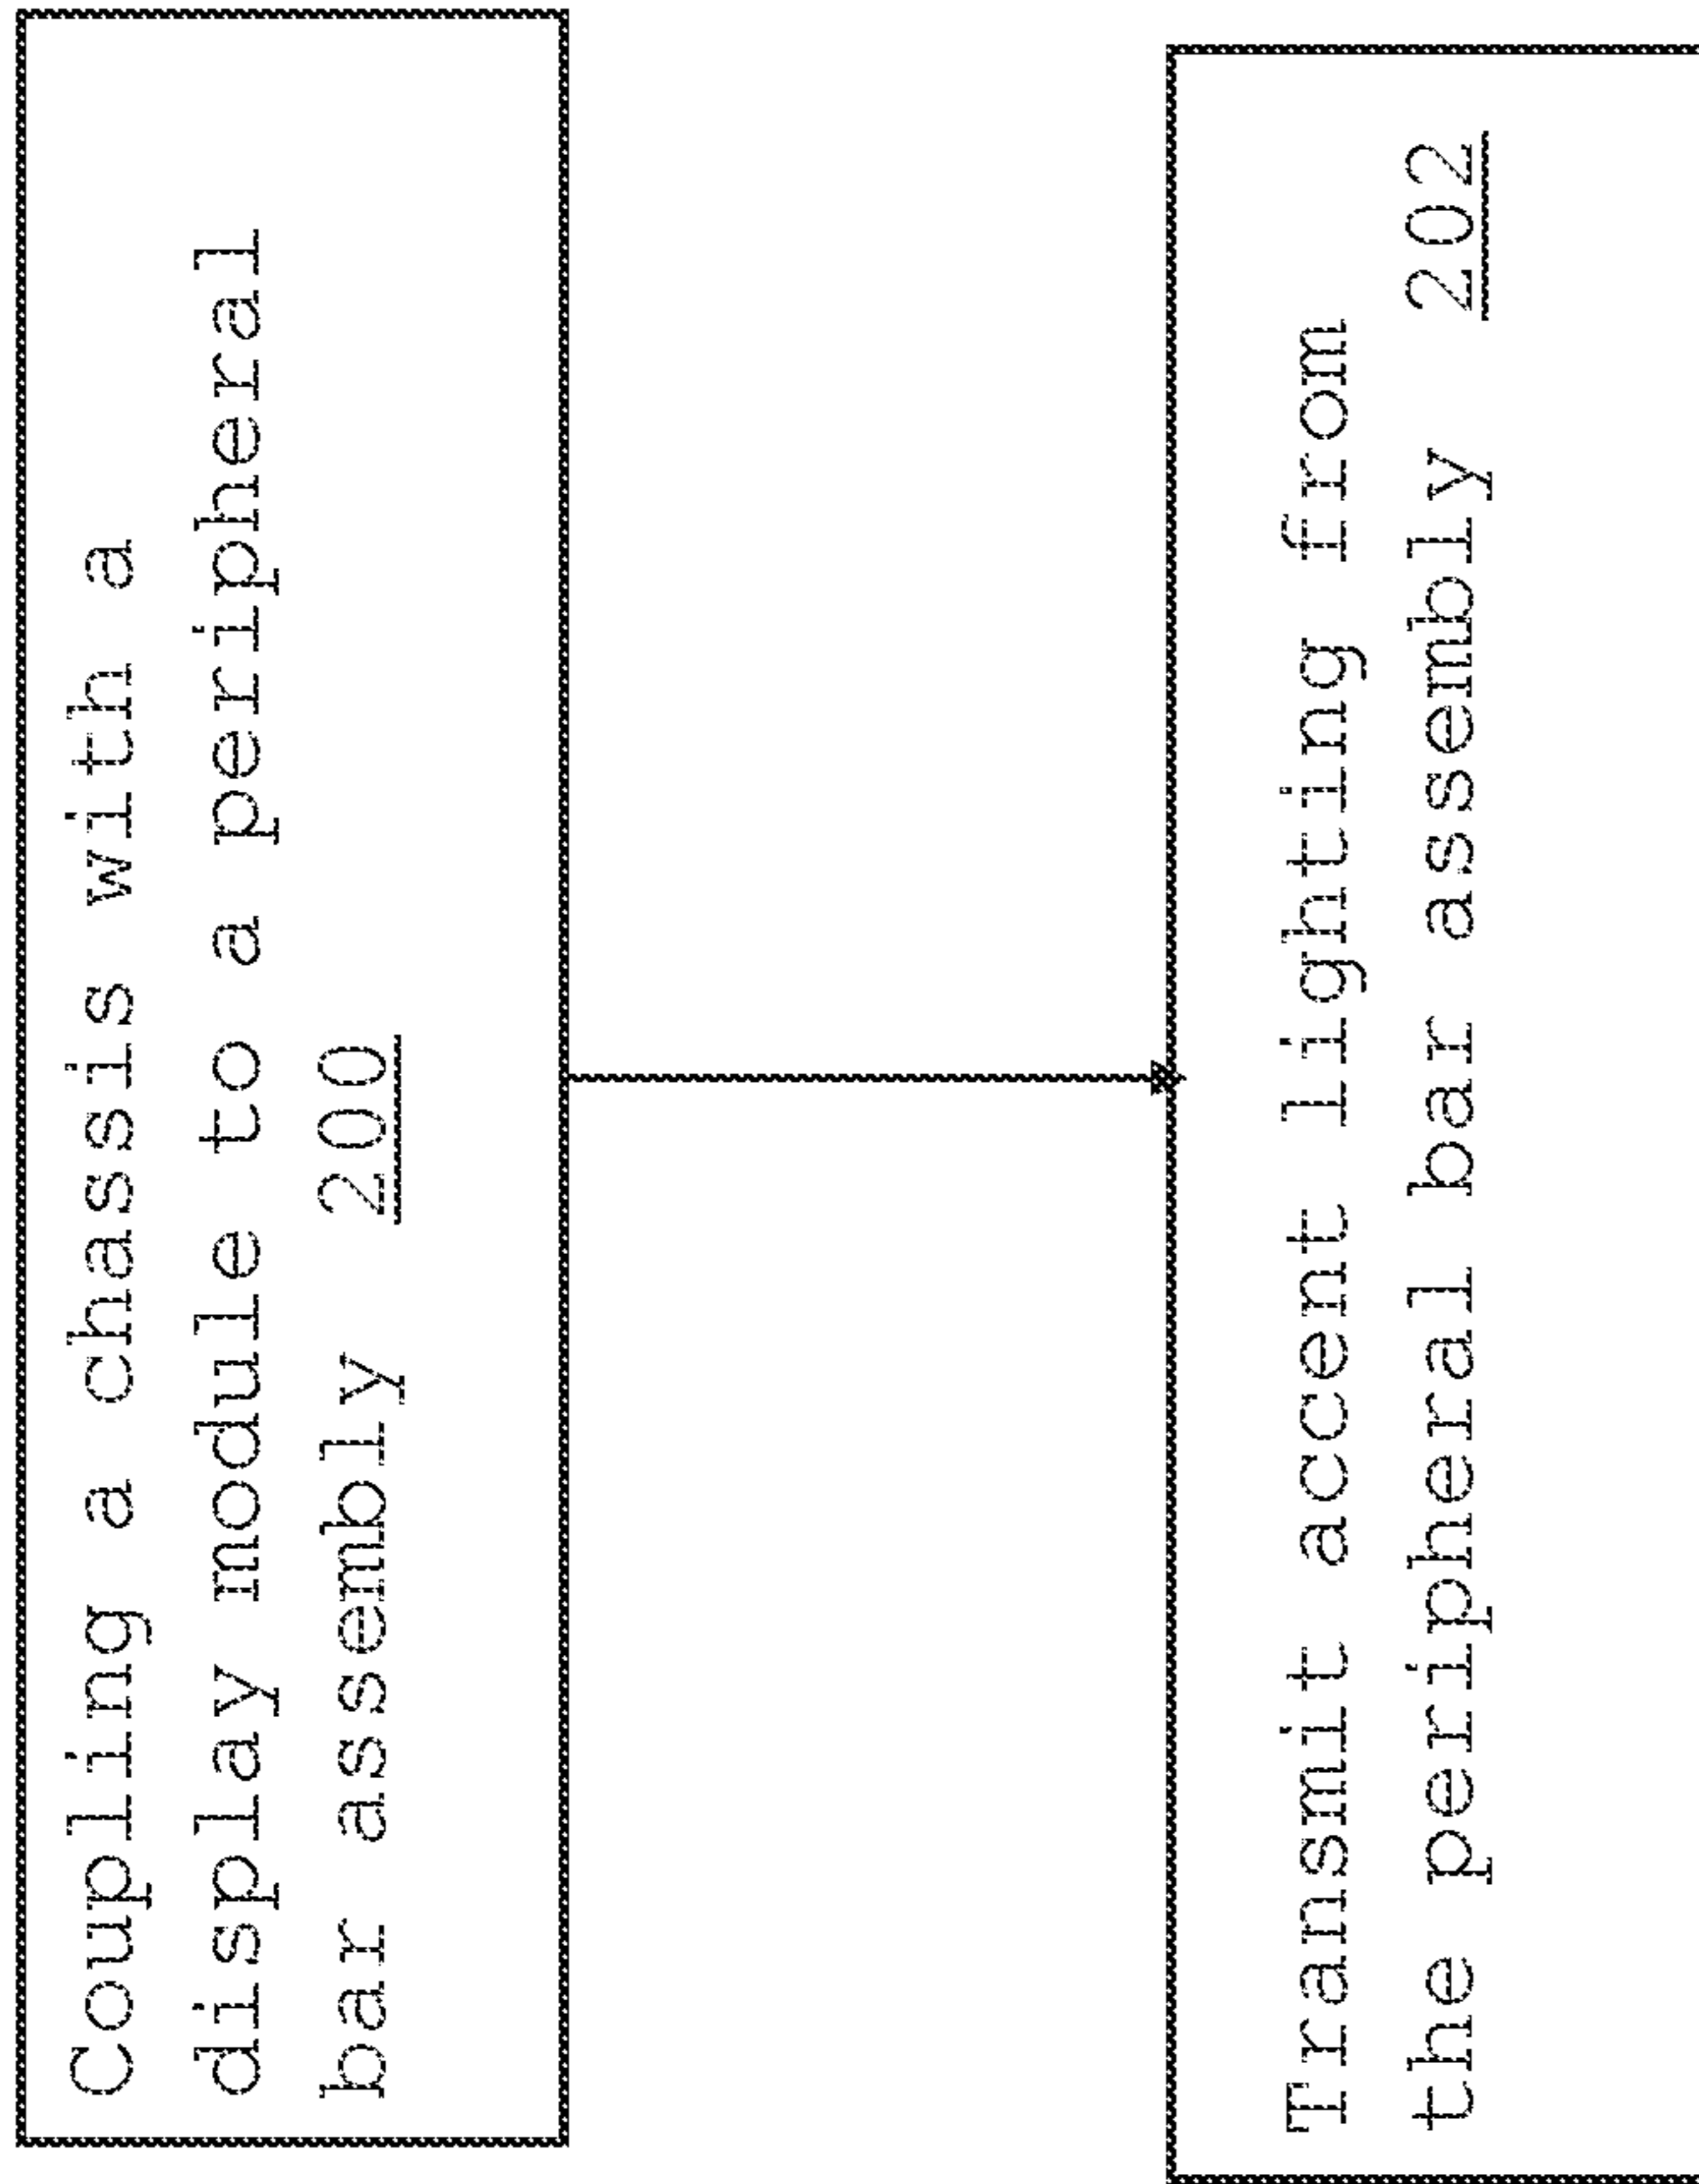 Coupling a chassis with a
display module to a peripheral
bar assembly 200
Transmit accent lighting from
the peripheral bar assembly 202